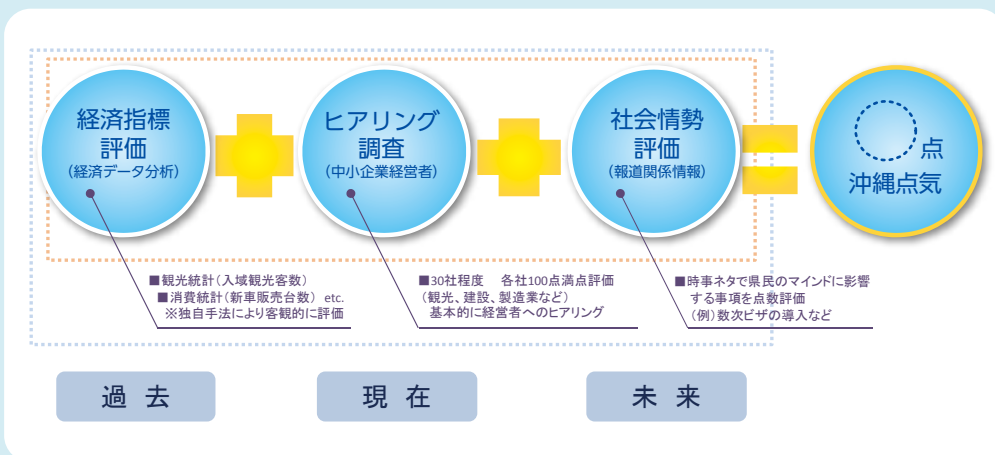 経済指標
評価
(経済データ分析)
ヒアリング
調査
(中小企業経営者)
社会情勢
評価
(報道関係情報)
点
沖縄点気
■観光統計(入域観光客数)
■消費統計(新車販売台数) etc.
※独自手法により客観的に評価
■30社程度 各社100点満点評価
(観光、建設、製造業など)
基本的に経営者へのヒアリング
■時事ネタで県民のマインドに影響
する事項を点数評価
(例)数次ビザの導入など
過去
現在
未来